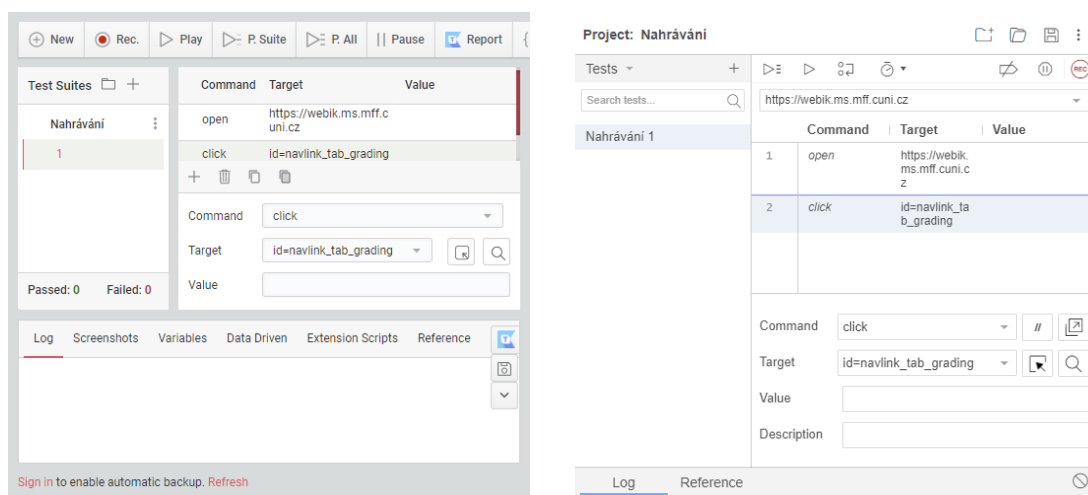 New Rec. Play P. Suite P. All Pause Report {
Test Suites
Nahrávání
1
Passed: 0 Failed: 0
Command Target Value
open https://webik.ms.mff.c
uni.cz
click id=navlink_tab_grading
Command click
Target id=navlink_tab_grading
Value
Log Screenshots Variables Data Driven Extension Scripts Reference
Sign in to enable automatic backup. Refresh
Project: Nahrávání
Tests
REC
Search tests...
https://webik.ms.mff.cuni.cz
Nahrávání 1
Command Target Value
1 open https://webik.
ms.mff.cuni.c
z
2 click id=navlink_ta
b_grading
Command click //
Target id=navlink_tab_grading
Value
Description
Log Reference